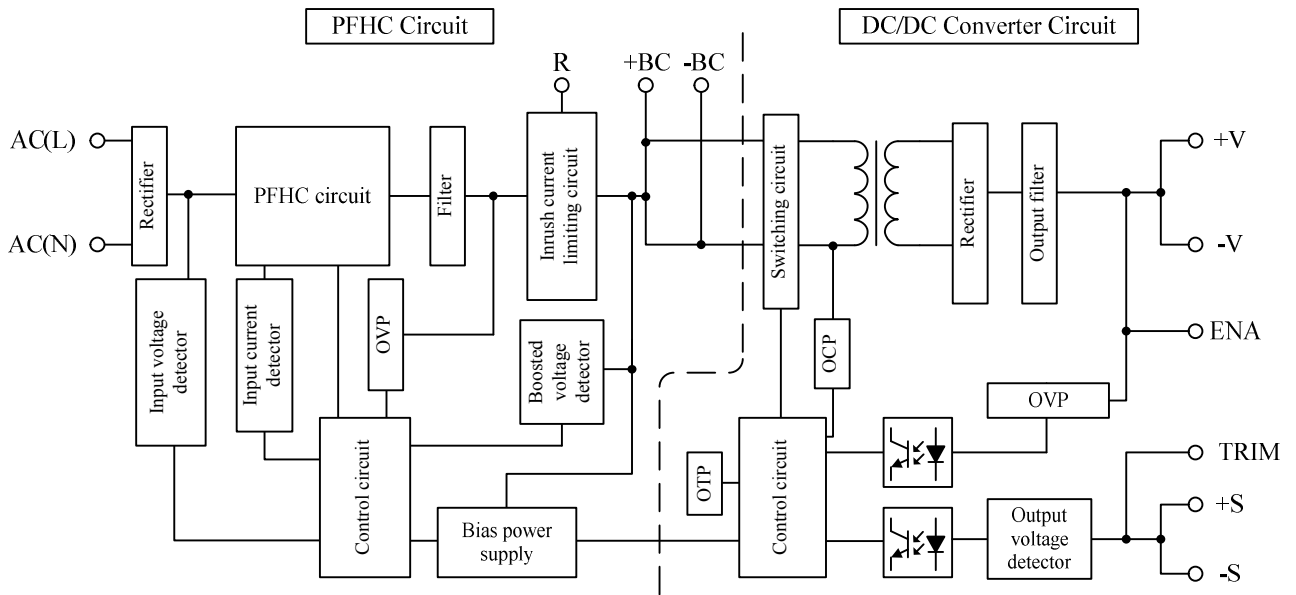 PFHC Circuit
DC/DC Converter Circuit
R
+BC
-BC
AC(L)
AC(N)
Rectifier
PFHC circuit
Filter
Inrush current
limiting circuit
Switching circuit
Rectifier
Output filter
+V
-V
ENA
Input voltage
detector
Input current
detector
OVP
Boosted
voltage
detector
OCP
OVP
Control circuit
OTP
Control circuit
TRIM
+S
-S
Bias power
supply
Output
voltage
detector